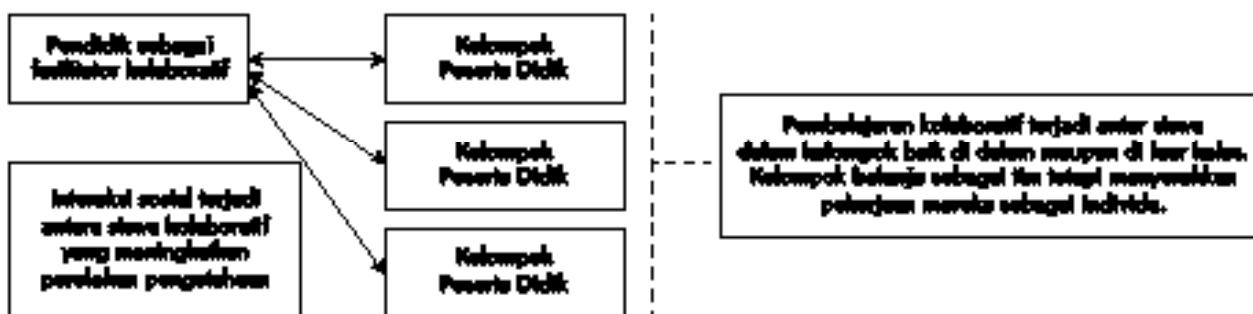 Pendidik sebagai
fasilitator kolaboratif
Kelompok
Peserta Didik
Kelompok
Peserta Didik
Kelompok
Peserta Didik
Interaksi sosial terjadi
antara siswa kolaboratif
yang meningkatkan
perolehan pengetahuan
Pembelajaran kolaboratif terjadi antar siswa
dalam kelompok baik di dalam maupun di luar kelas.
Kelompok bekerja sebagai tim tetapi menyerahkan
pekerjaan mereka sebagai individu.